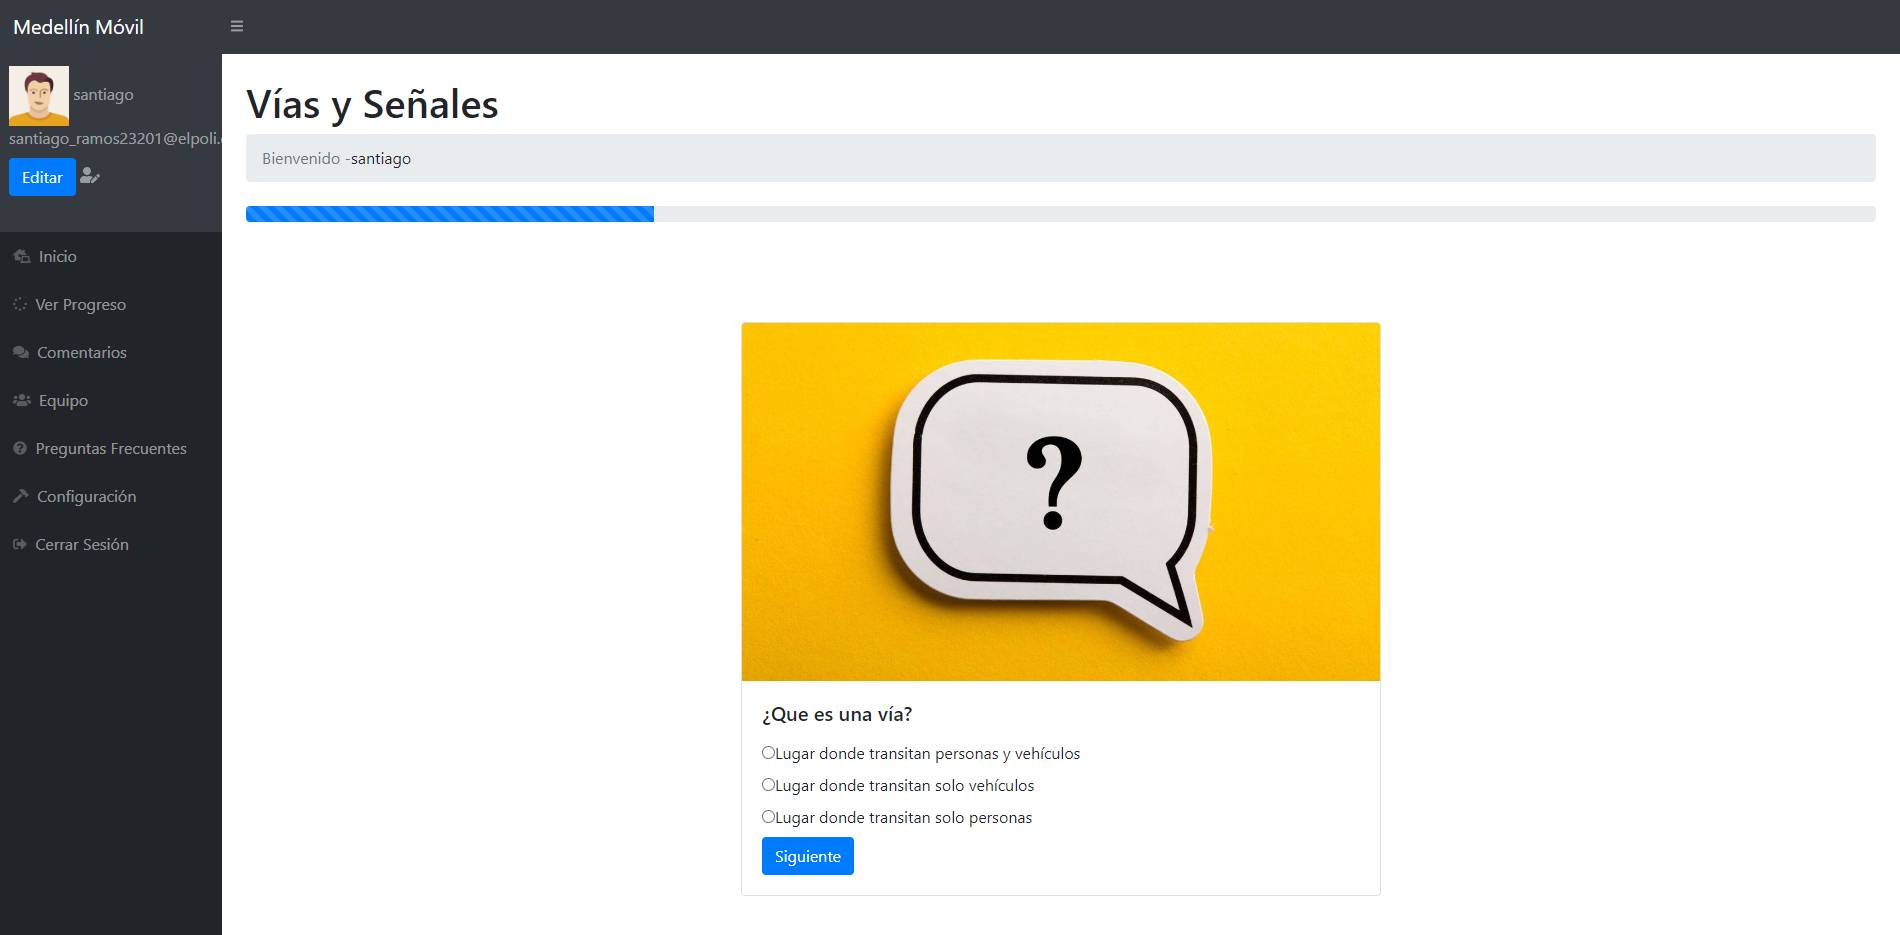 Medellín Móvil
santiago
santiago_ramos23201@elpoli.
Editar
Inicio
Ver Progreso
Comentarios
Equipo
Preguntas Frecuentes
Configuración
Cerrar Sesión
Vías y Señales
Bienvenido -santiago
?
¿Que es una vía?
Lugar donde transitan personas y vehículos
Lugar donde transitan solo vehículos
Lugar donde transitan solo personas
Siguiente